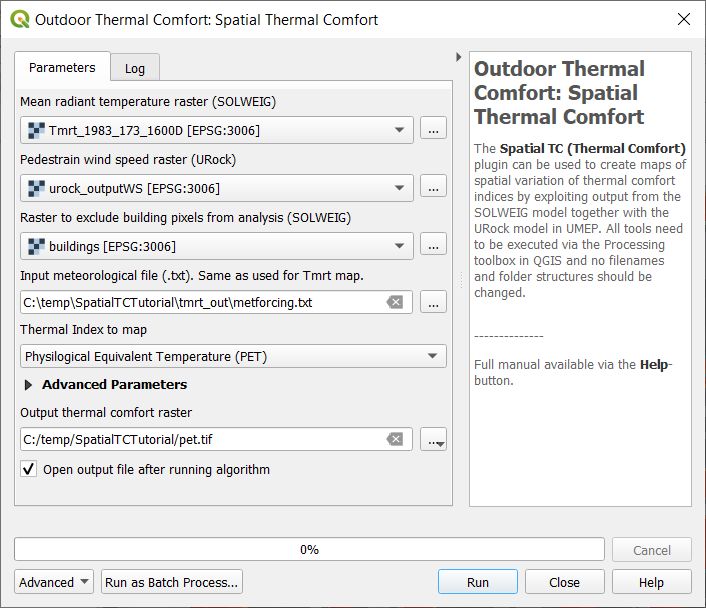 Outdoor Thermal Comfort: Spatial Thermal Comfort
Parameters
Log
Mean radiant temperature raster (SOLWEIG)
Tmrt_1983_173_1600D [EPSG:3006]
...
Pedestrain wind speed raster (URock)
urock_outputWS [EPSG:3006]
...
Raster to exclude building pixels from analysis (SOLWEIG)
buildings [EPSG:3006]
...
Input meteorological file (.txt). Same as used for Tmrt map.
C:\temp\SpatialTCTutorial\tmrt_out\metforcing.txt
...
Thermal Index to map
Physilogical Equivalent Temperature (PET)
Advanced Parameters
Output thermal comfort raster
C:/temp/SpatialTCTutorial/pet.tif
...
Open output file after running algorithm
Outdoor Thermal
Comfort: Spatial
Thermal Comfort
The Spatial TC (Thermal Comfort)
plugin can be used to create maps of
spatial variation of thermal comfort
indices by exploiting output from the
SOLWEIG model together with the
URock model in UMEP. All tools need
to be executed via the Processing
toolbox in QGIS and no filenames
and folder structures should be
changed.
--------------
Full manual available via the Help-
button.
0%
Cancel
Advanced
Run as Batch Process...
Run
Close
Help